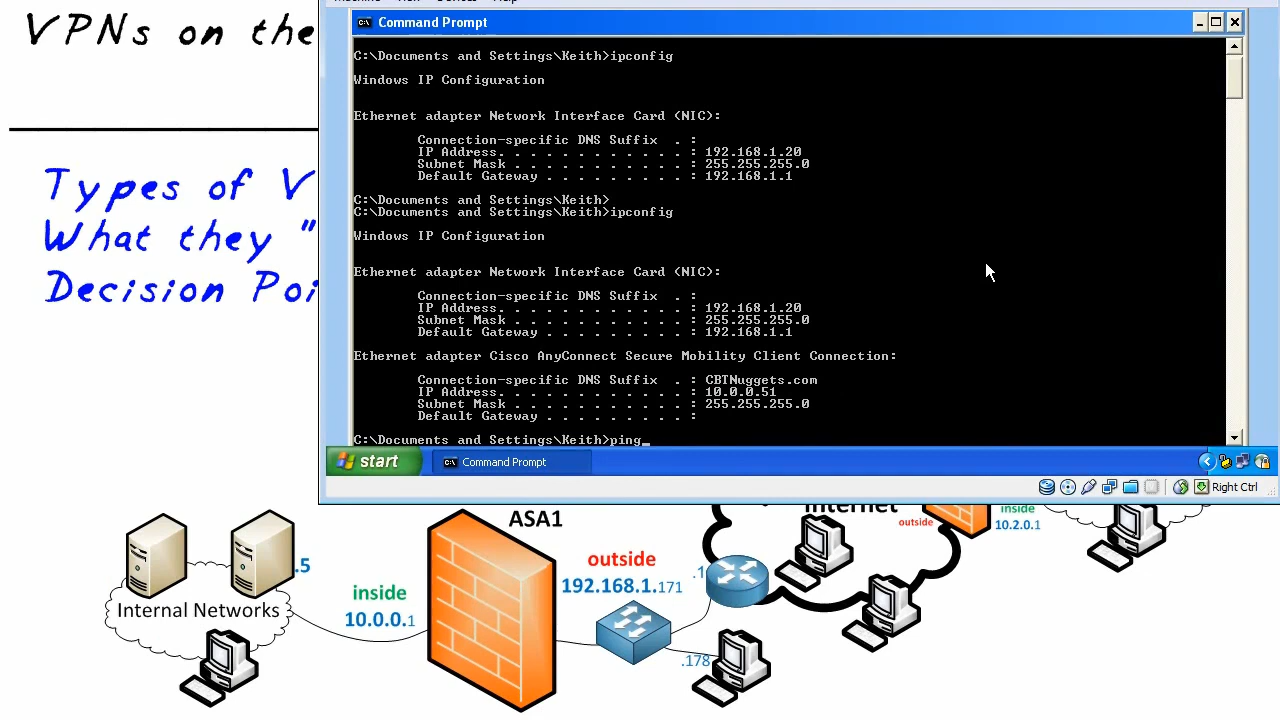 VPNs on the
Types of V
What they "
Decision Poi
Command Prompt
C:\Documents and Settings\Keith>ipconfig
Windows IP Configuration
Ethernet adapter Network Interface Card (NIC):
Connection-specific DNS Suffix . :
IP Address. . . . . . . . . . . . : 192.168.1.20
Subnet Mask . . . . . . . . . . . : 255.255.255.0
Default Gateway . . . . . . . . . : 192.168.1.1
C:\Documents and Settings\Keith>
C:\Documents and Settings\Keith>ipconfig
Windows IP Configuration
Ethernet adapter Network Interface Card (NIC):
Connection-specific DNS Suffix . :
IP Address. . . . . . . . . . . . : 192.168.1.20
Subnet Mask . . . . . . . . . . . : 255.255.255.0
Default Gateway . . . . . . . . . : 192.168.1.1
Ethernet adapter Cisco AnyConnect Secure Mobility Client Connection:
Connection-specific DNS Suffix . : CBTNuggets.com
IP Address. . . . . . . . . . . . : 10.0.0.51
Subnet Mask . . . . . . . . . . . : 255.255.255.0
Default Gateway . . . . . . . . . :
C:\Documents and Settings\Keith>ping_
start
Command Prompt
Right Ctrl
ASA1
Internet
outside
inside
10.2.0.1
.5
Internal Networks
inside
10.0.0.1
outside
192.168.1.171
.1
.178